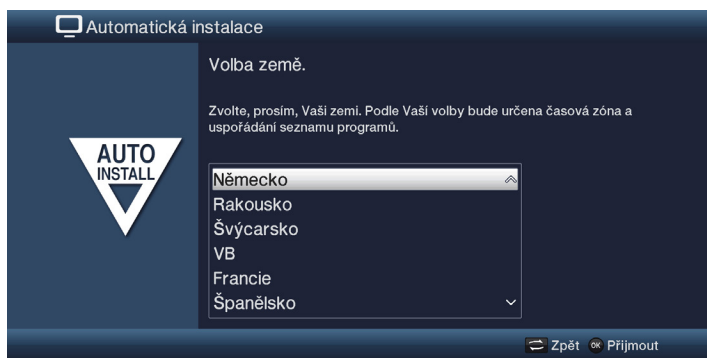 Automatická instalace
Volba země.
Zvolte, prosím, Vaši zemi. Podle Vaší volby bude určena časová zóna a
uspořádání seznamu programů.
AUTO
INSTALL
Německo
Rakousko
Švýcarsko
VB
Francie
Španělsko
Zpět OK Přijmout